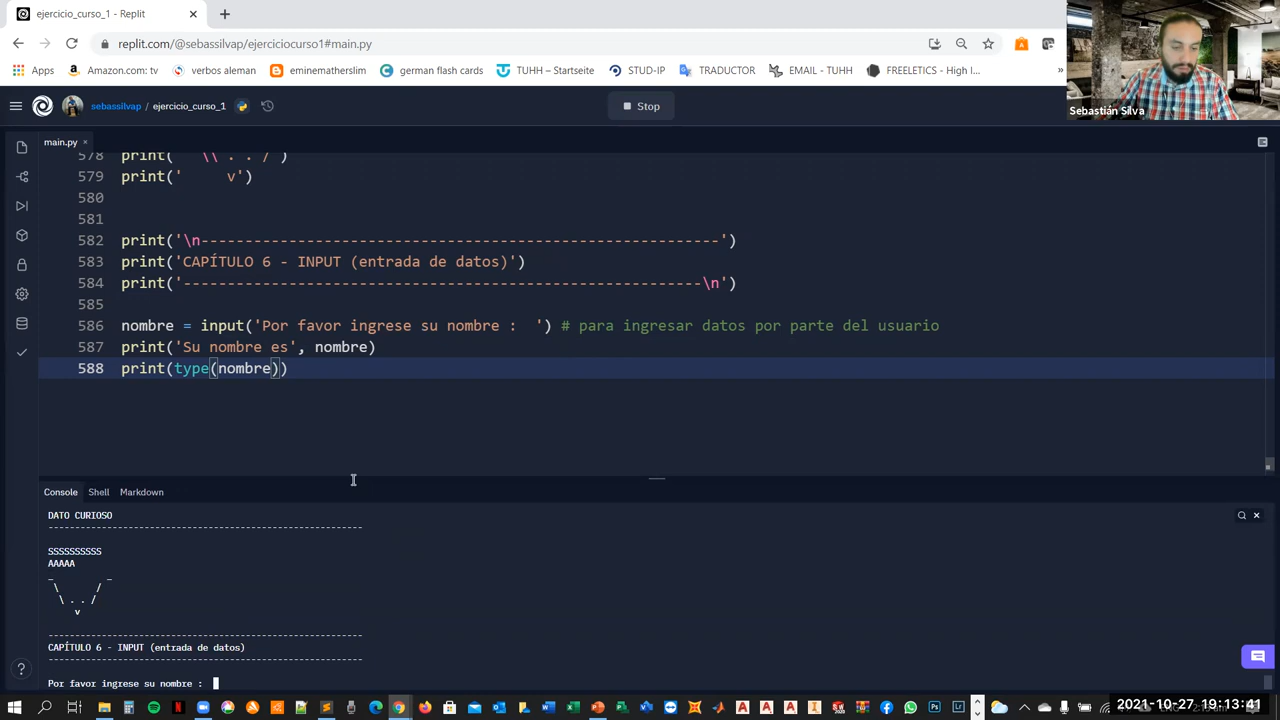 ejercicio_curso_1 - Replit
replit.com/@sebassilvap/ejerciciocurso1#main.py
Apps Amazon.com: tv verbos aleman eminematherslim german flash cards TUHH – Startseite STUD-IP TRADUCTOR EMAIL - TUHH FREELETICS - High I... »
Sebastián Silva
sebassilvap / ejercicio_curso_1
Stop
main.py ×
578 print('   \\ . . /')
579 print('     v')
580
581
582 print('\n-----------------------------------------------------------')
583 print('CAPÍTULO 6 - INPUT (entrada de datos)')
584 print('-----------------------------------------------------------\n')
585
586 nombre = input('Por favor ingrese su nombre :  ') # para ingresar datos por parte del usuario
587 print('Su nombre es', nombre)
588 print(type(nombre))
Console Shell Markdown
DATO CURIOSO
-----------------------------------------------------------
SSSSSSSSSS
AAAAA
_       _
 \      /
  \ . . /
     v
-----------------------------------------------------------
CAPÍTULO 6 - INPUT (entrada de datos)
-----------------------------------------------------------
Por favor ingrese su nombre :
2021-10-27 19:13:41